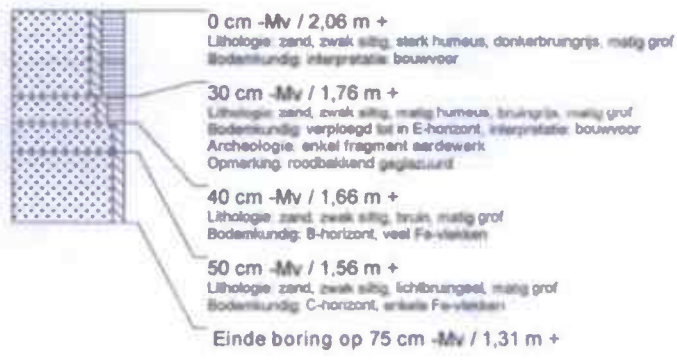 0 cm -Mv / 2,06 m +
Lithologie: zand, zwak siltig, sterk humeus, donkerbruingrijs, matig grof
Bodemkundig: interpretatie: bouwvoor
30 cm -Mv / 1,76 m +
Lithologie: zand, zwak siltig, matig humeus, bruingrijs, matig grof
Bodemkundig: verploegd tot in E-horizont, interpretatie: bouwvoor
Archeologie: enkel fragment aardewerk
Opmerking: roodbakkend geglazuurd
40 cm -Mv / 1,66 m +
Lithologie: zand, zwak siltig, bruin, matig grof
Bodemkundig: B-horizont, veel Fe-vlekken
50 cm -Mv / 1,56 m +
Lithologie: zand, zwak siltig, lichtbruingeel, matig grof
Bodemkundig: C-horizont, enkele Fe-vlekken
Einde boring op 75 cm -Mv / 1,31 m +